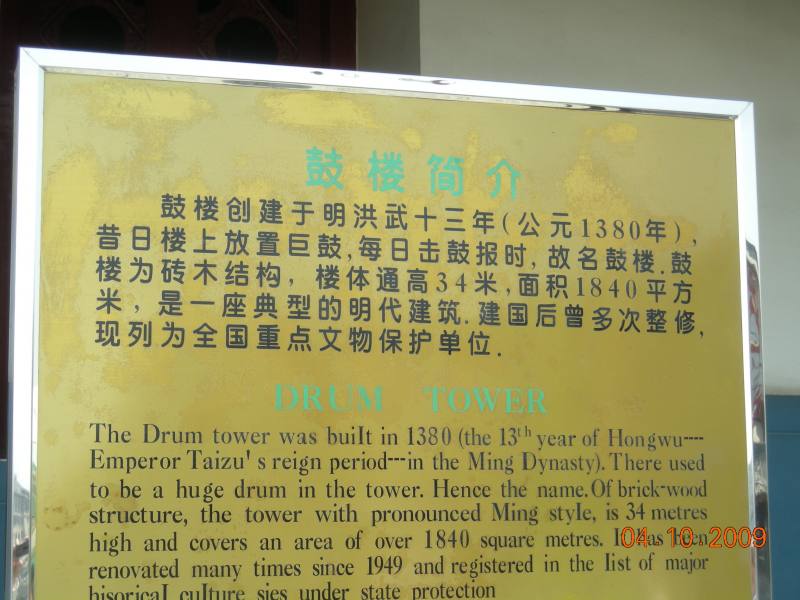 鼓楼简介
鼓楼创建于明洪武十三年(公元1380年),
昔日楼上放置巨鼓,每日击鼓报时,故名鼓楼.鼓
楼为砖木结构,楼体通高34米,面积1840平方
米,是一座典型的明代建筑.建国后曾多次整修,
现列为全国重点文物保护单位.
DRUM TOWER
The Drum tower was built in 1380 (the 13th year of Hongwu----
Emperor Taizu's reign period---in the Ming Dynasty). There used
to be a huge drum in the tower. Hence the name. Of brick-wood
structure, the tower with pronounced Ming style, is 34 metres
high and covers an area of over 1840 square metres. It has been
renovated many times since 1949 and registered in the list of major
hisorical culture sies under state protection
04.10.2009